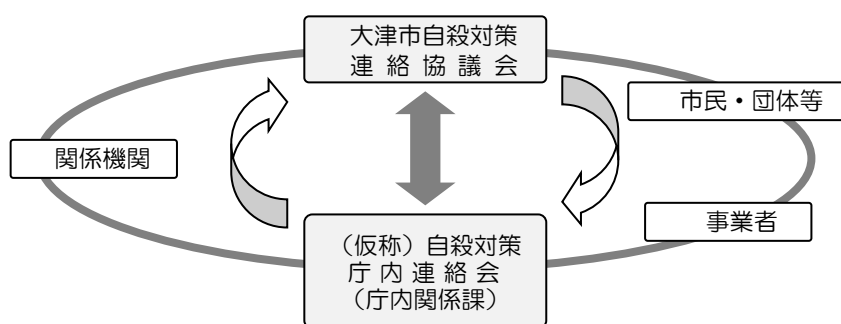 大津市自殺対策
連絡協議会
市民・団体等
関係機関
事業者
（仮称）自殺対策
庁内連絡会
（庁内関係課）